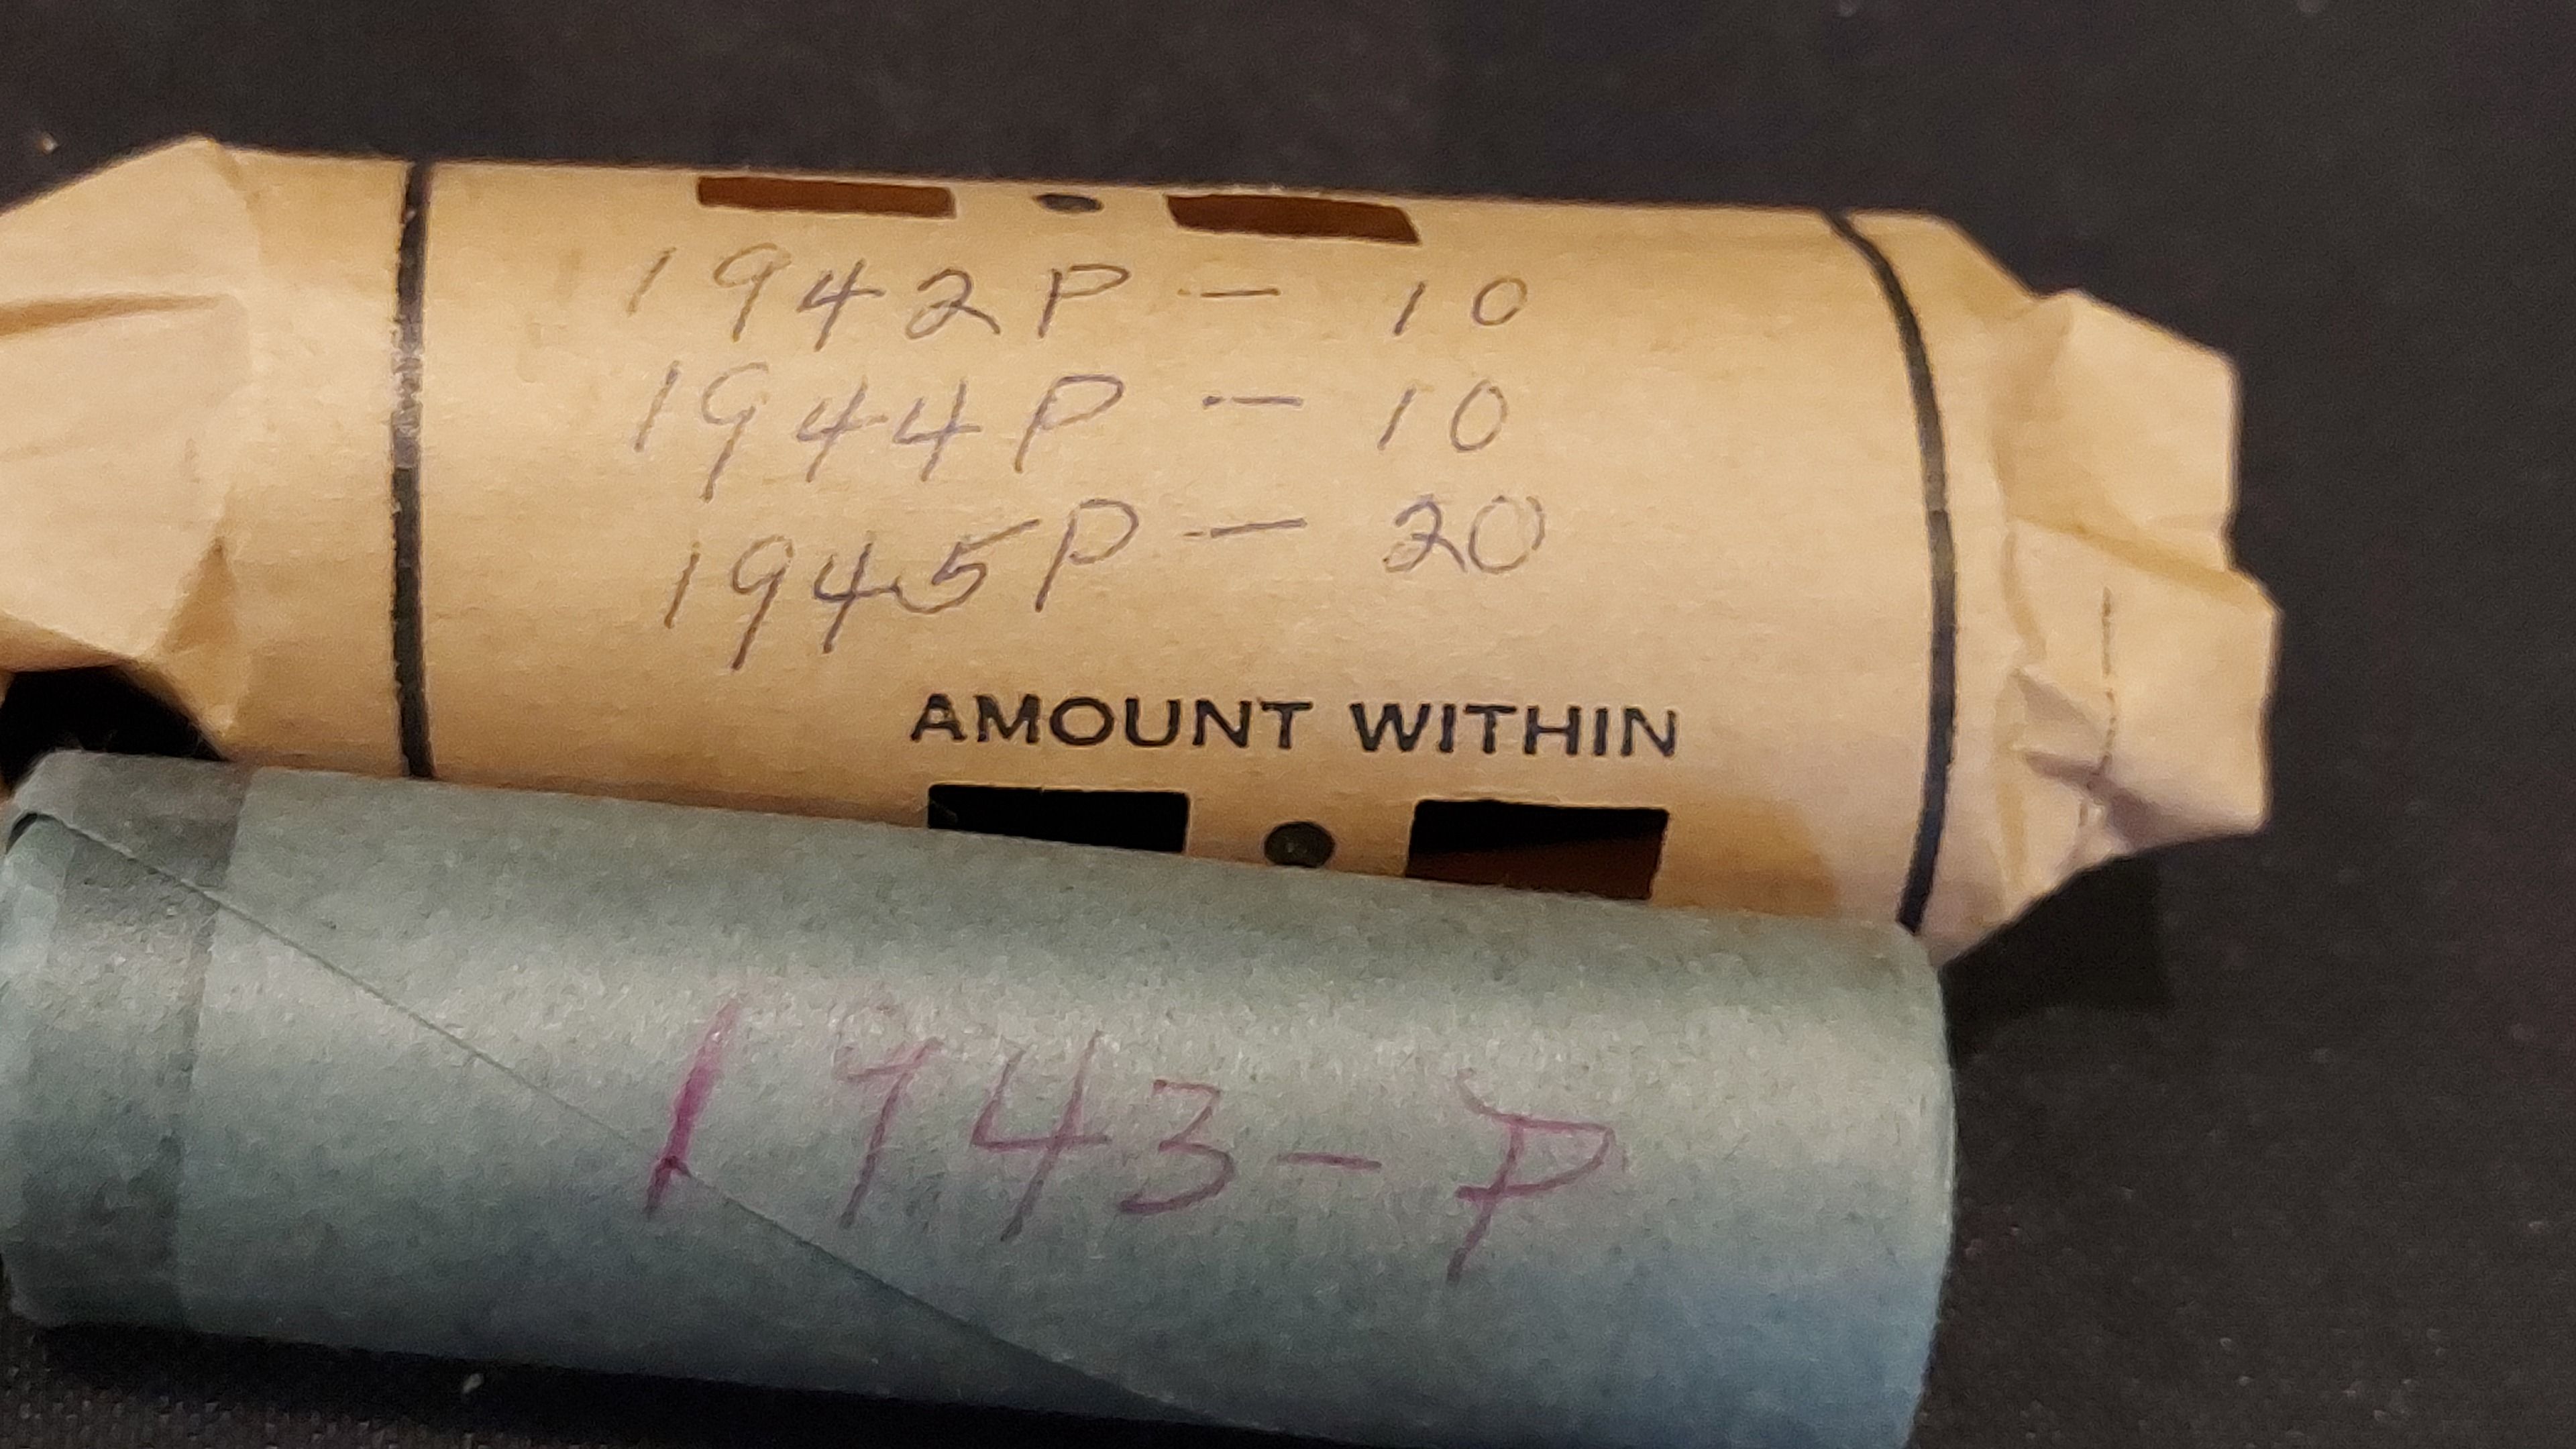 1942P - 10
1944P - 10
1945P - 20
AMOUNT WITHIN
1943-P